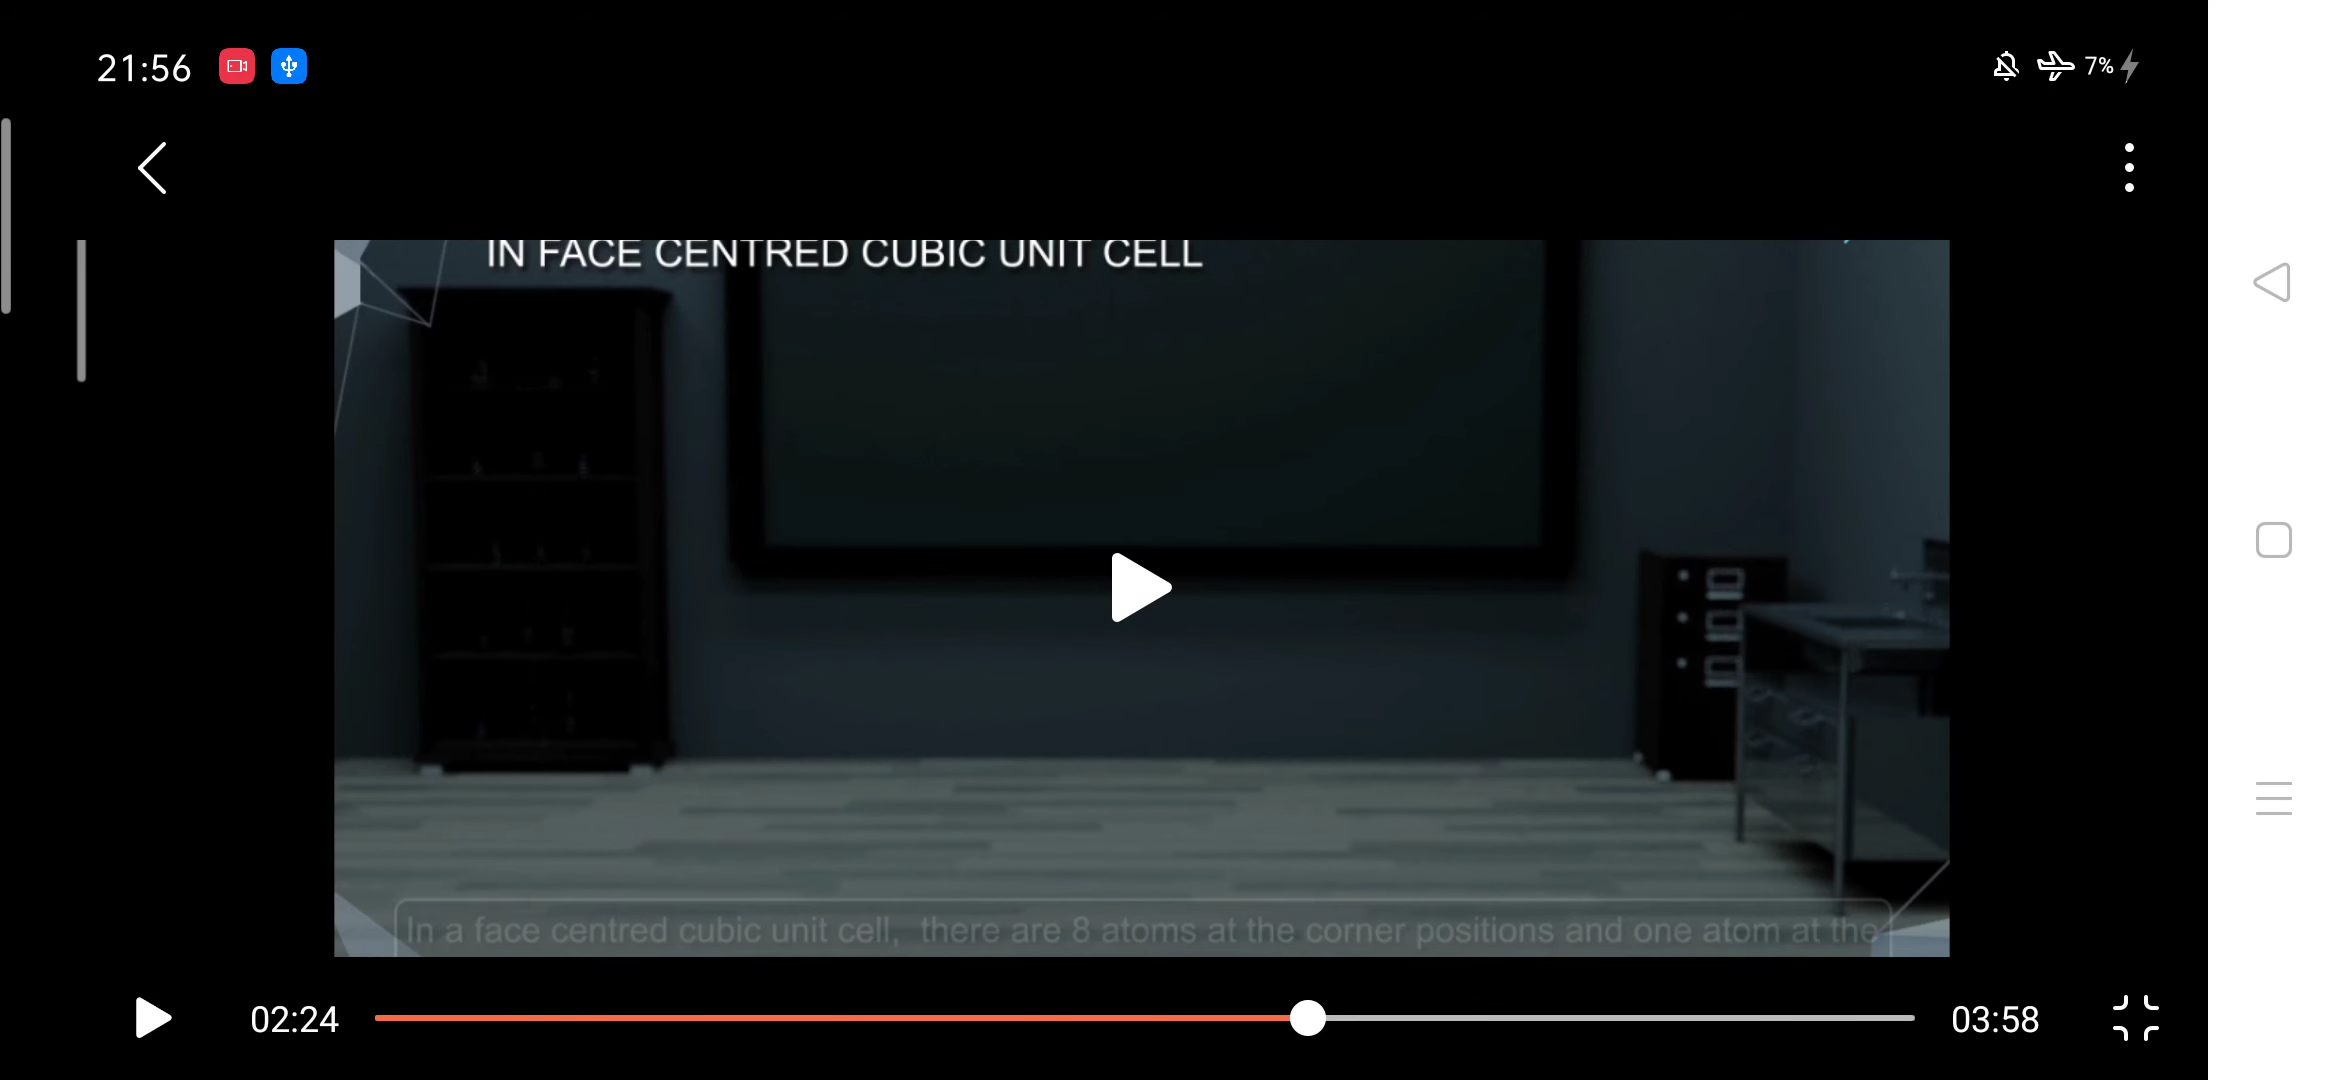 21:56
7%
IN FACE CENTRED CUBIC UNIT CELL
In a face centred cubic unit cell, there are 8 atoms at the corner positions and one atom at the
02:24
03:58